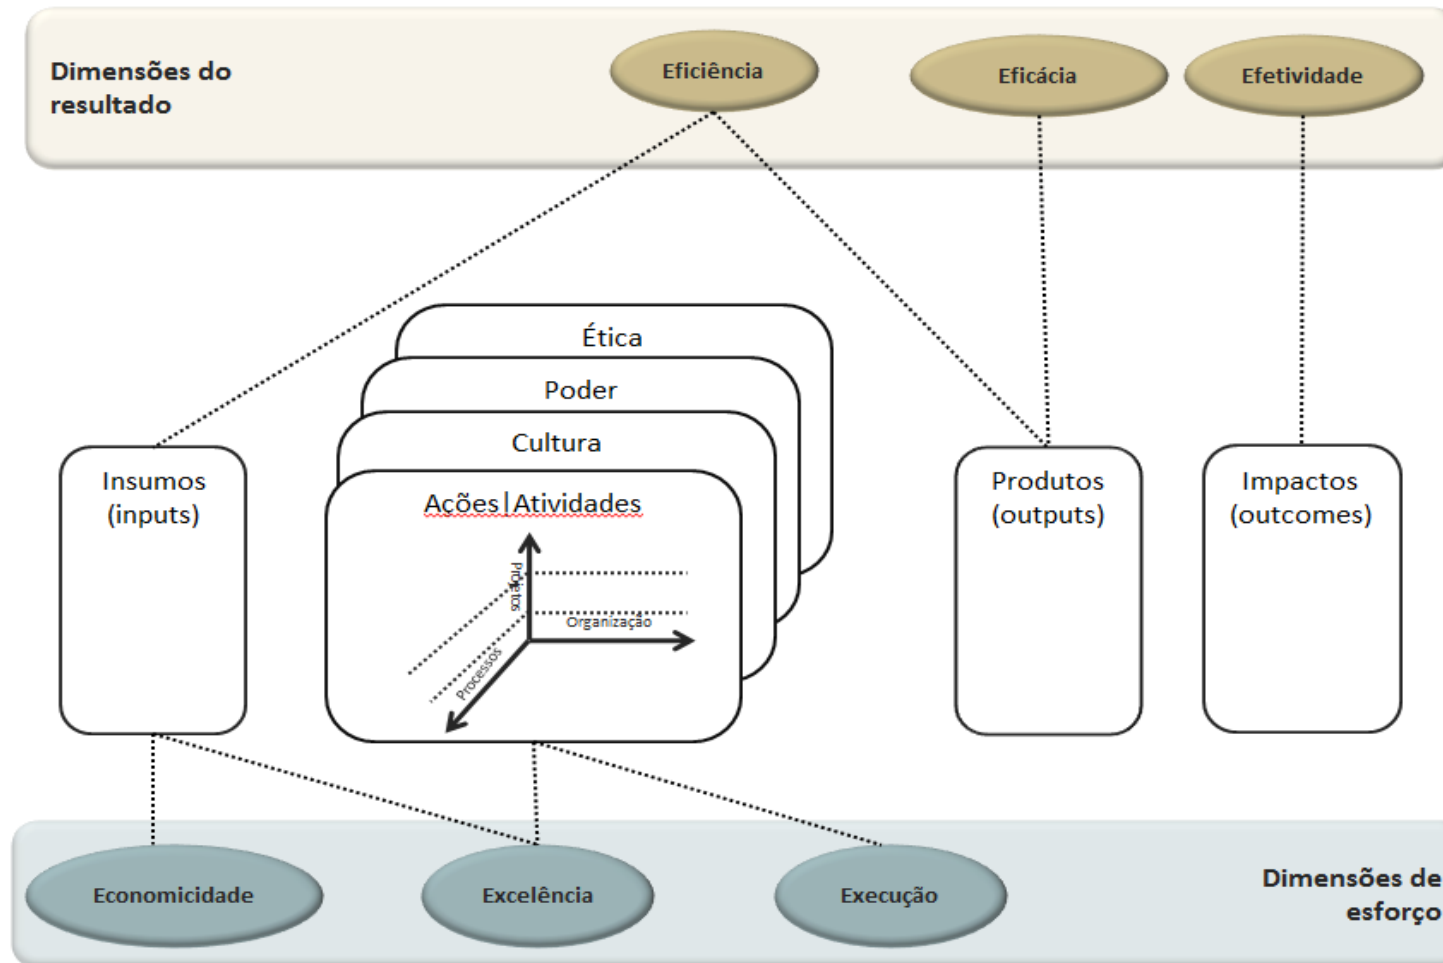 Dimensões do
resultado
Eficiência
Eficácia
Efetividade
Ética
Poder
Cultura
Ações|Atividades
Projetos
Organização
Processos
Insumos
(inputs)
Produtos
(outputs)
Impactos
(outcomes)
Economicidade
Excelência
Execução
Dimensões de
esforço